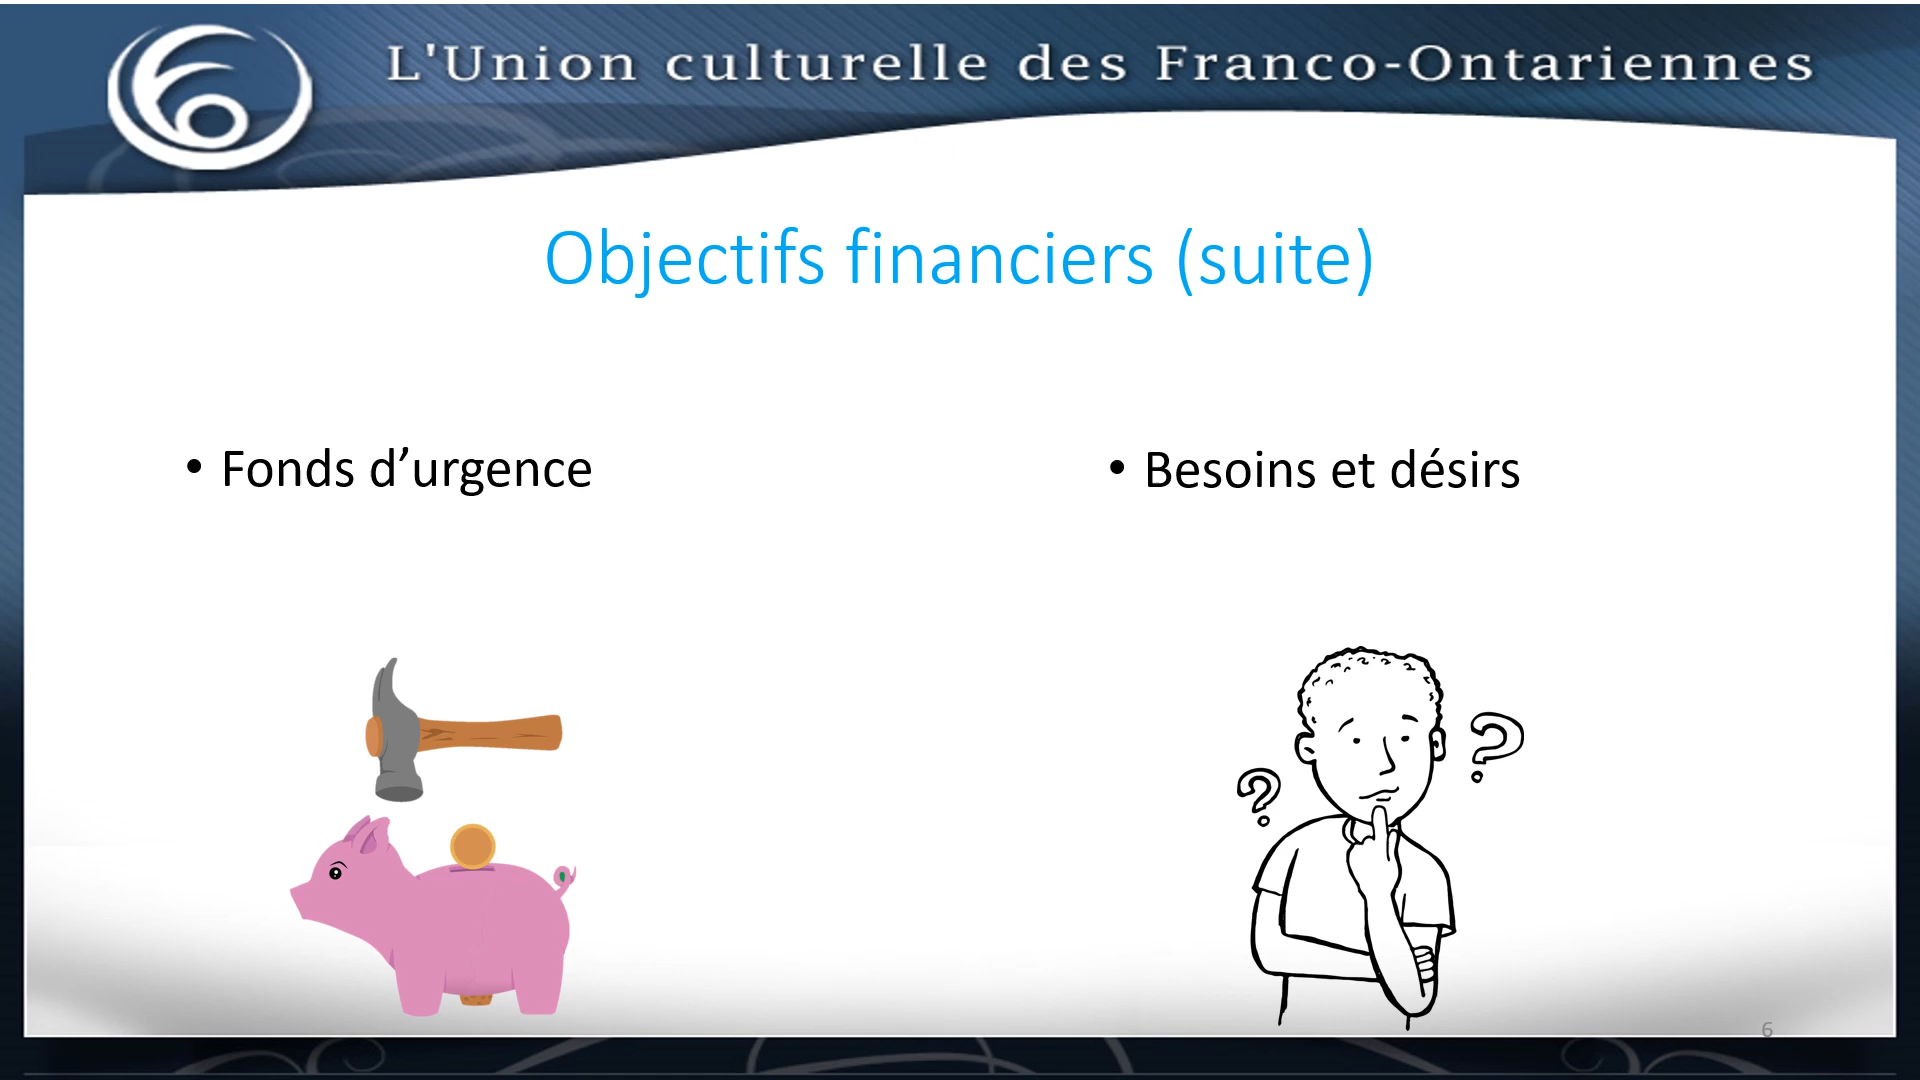 L'Union culturelle des Franco-Ontariennes
Objectifs financiers (suite)
• Fonds d’urgence
• Besoins et désirs
? ?
6